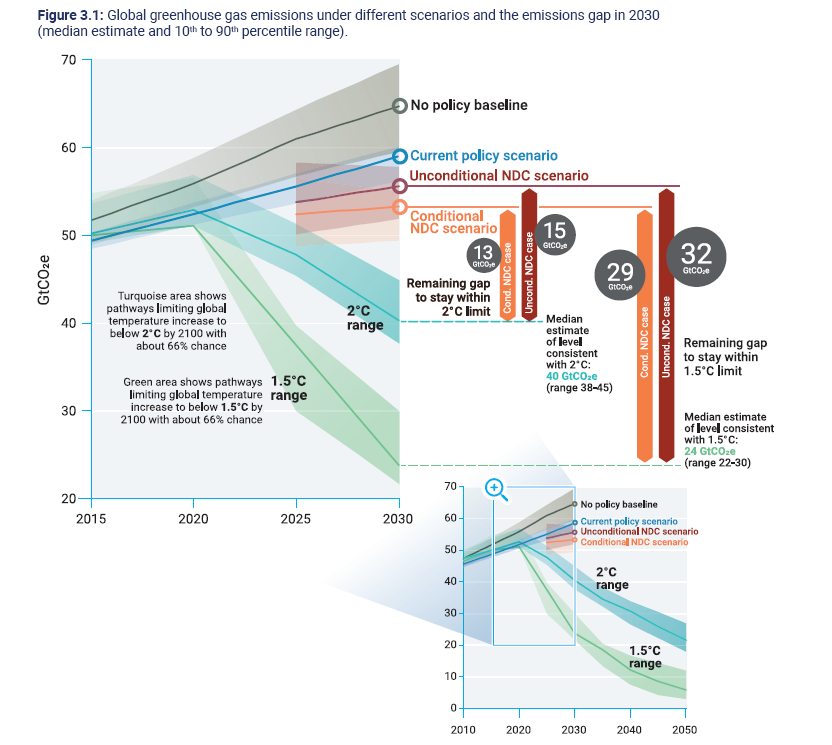 Figure 3.1: Global greenhouse gas emissions under different scenarios and the emissions gap in 2030
(median estimate and 10th to 90th percentile range).
70
60
50
40
30
20
GtCO₂e
2015
2020
2025
2030
No policy baseline
Current policy scenario
Unconditional NDC scenario
Conditional
NDC scenario
Turquoise area shows
pathways limiting global
temperature increase to
below 2°C by 2100 with
about 66% chance
Green area shows pathways
limiting global temperature
increase to below 1.5°C by
2100 with about 66% chance
2°C
range
1.5°C
range
Remaining gap
to stay within
2°C limit
13
GtCO₂e
Cond. NDC case
Uncond. NDC case
15
GtCO₂e
Median
estimate
of level
consistent
with 2°C:
40 GtCO₂e
(range 38-45)
29
GtCO₂e
Cond. NDC case
Uncond. NDC case
32
GtCO₂e
Remaining gap
to stay within
1.5°C limit
Median estimate
of level consistent
with 1.5°C:
24 GtCO₂e
(range 22-30)
70
60
50
40
30
20
10
0
2010
2020
2030
2040
2050
No policy baseline
Current policy scenario
Unconditional NDC scenario
Conditional NDC scenario
2°C
range
1.5°C
range